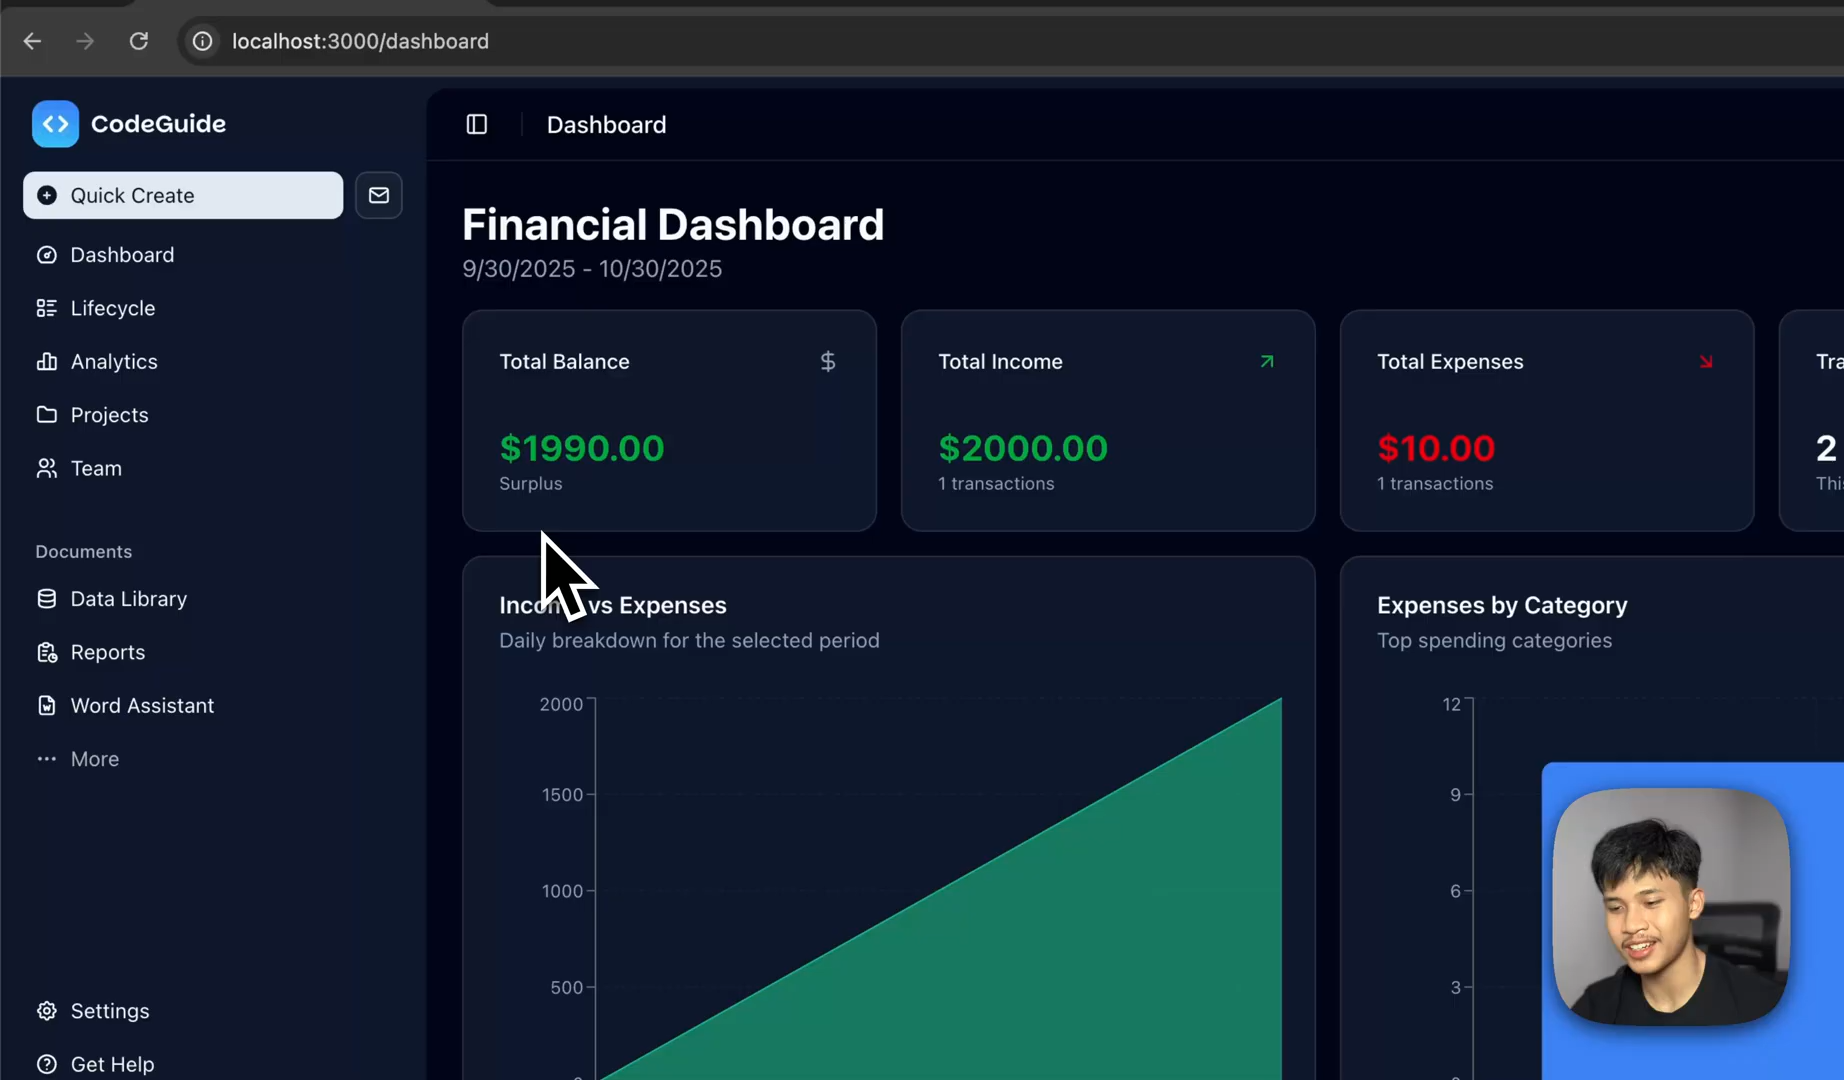 localhost:3000/dashboard
CodeGuide
Quick Create
Dashboard
Lifecycle
Analytics
Projects
Team
Documents
Data Library
Reports
Word Assistant
More
Settings
Get Help
Dashboard
Financial Dashboard
9/30/2025 - 10/30/2025
Total Balance
$
$1990.00
Surplus
Total Income
$2000.00
1 transactions
Total Expenses
$10.00
1 transactions
2
vs Expenses
Daily breakdown for the selected period
2000
1500
1000
500
Expenses by Category
Top spending categories
12
9
6
3